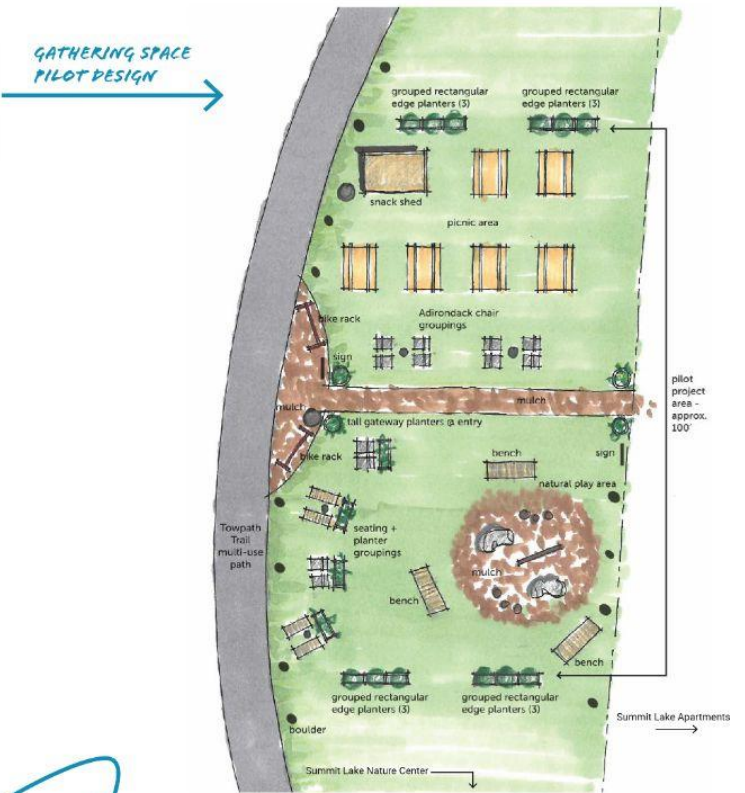 GATHERING SPACE
PILOT DESIGN
grouped rectangular
edge planters (3)
grouped rectangular
edge planters (3)
snack shed
picnic area
bike rack
Adirondack chair
groupings
sign
pilot
project
area -
approx.
100'
mulch
mulch
tall gateway planters @ entry
bike rack
bench
sign
natural play area
Towpath
Trail
multi-use
path
seating +
planter
groupings
mulch
bench
bench
grouped rectangular
edge planters (3)
grouped rectangular
edge planters (3)
boulder
Summit Lake Apartments
Summit Lake Nature Center